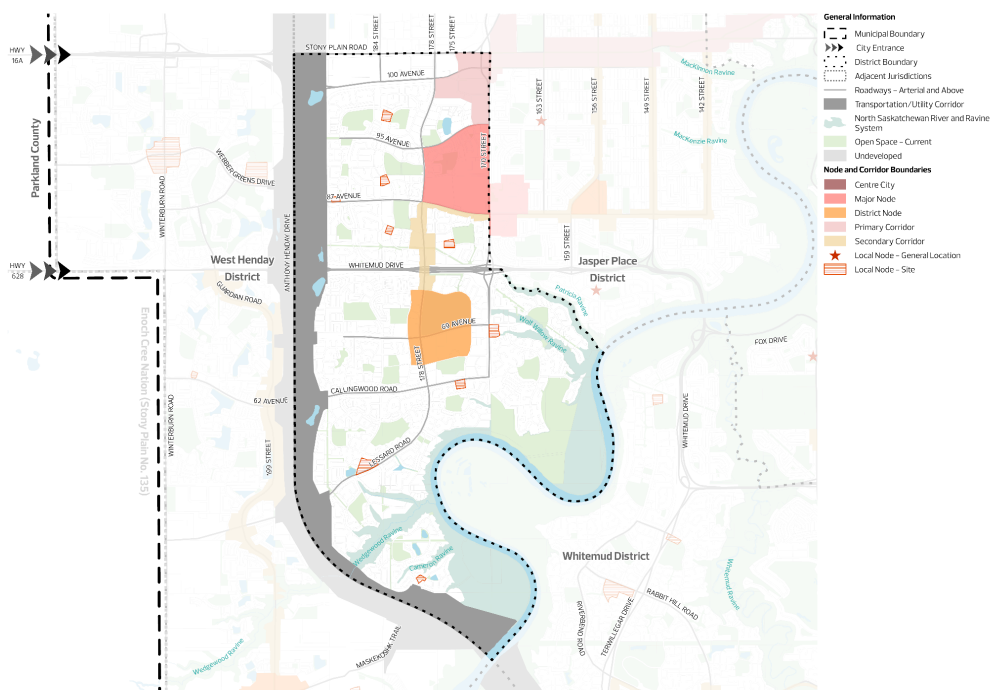 HWY
16A
HWY
628
Parkland County
Enoch Cree Nation (Stony Plain No. 135)
STONY PLAIN ROAD
184 STREET
178 STREET
175 STREET
100 AVENUE
95 AVENUE
87 AVENUE
170 STREET
163 STREET
156 STREET
149 STREET
142 STREET
MacKinnon Ravine
MacKenzie Ravine
WEBBER GREENS DRIVE
WINTERBURN ROAD
ANTHONY HENDAY DRIVE
West Henday
District
WHITEMUD DRIVE
159 STREET
Jasper Place
District
GUARDIAN ROAD
Patricia Ravine
Wolf Willow Ravine
69 AVENUE
178 STREET
FOX DRIVE
CALLINGWOOD ROAD
62 AVENUE
WINTERBURN ROAD
WHITEMUD DRIVE
199 STREET
LESSARD ROAD
Wedgewood Ravine
Cameron Ravine
Whitemud District
Whitemud Ravine
RABBIT HILL ROAD
RIVERBEND ROAD
TERWILLEGAR DRIVE
MASKEKOSIHK TRAIL
Wedgewood Ravine
General Information
Municipal Boundary
City Entrance
District Boundary
Adjacent Jurisdictions
Roadways – Arterial and Above
Transportation/Utility Corridor
North Saskatchewan River and Ravine
System
Open Space – Current
Undeveloped
Node and Corridor Boundaries
Centre City
Major Node
District Node
Primary Corridor
Secondary Corridor
Local Node – General Location
Local Node – Site